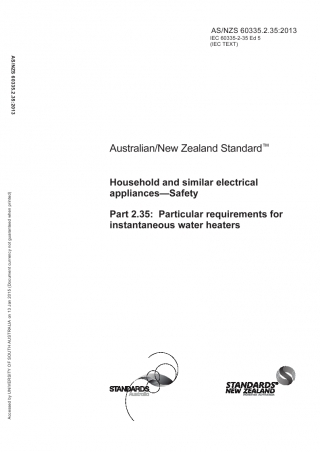 AS/NZS 60335.2.35:2013
IEC 60335-2-35 Ed 5
(IEC TEXT)
AS/NZS 60335.2.35:2013
Australian/New Zealand Standard™
Household and similar electrical
appliances—Safety
Part 2.35: Particular requirements for
instantaneous water heaters
Accessed by UNIVERSITY OF SOUTH AUSTRALIA on 13 Jan 2015 (Document currency not guaranteed when printed)
STANDARDS
Australia
STANDARDS
NEW ZEALAND